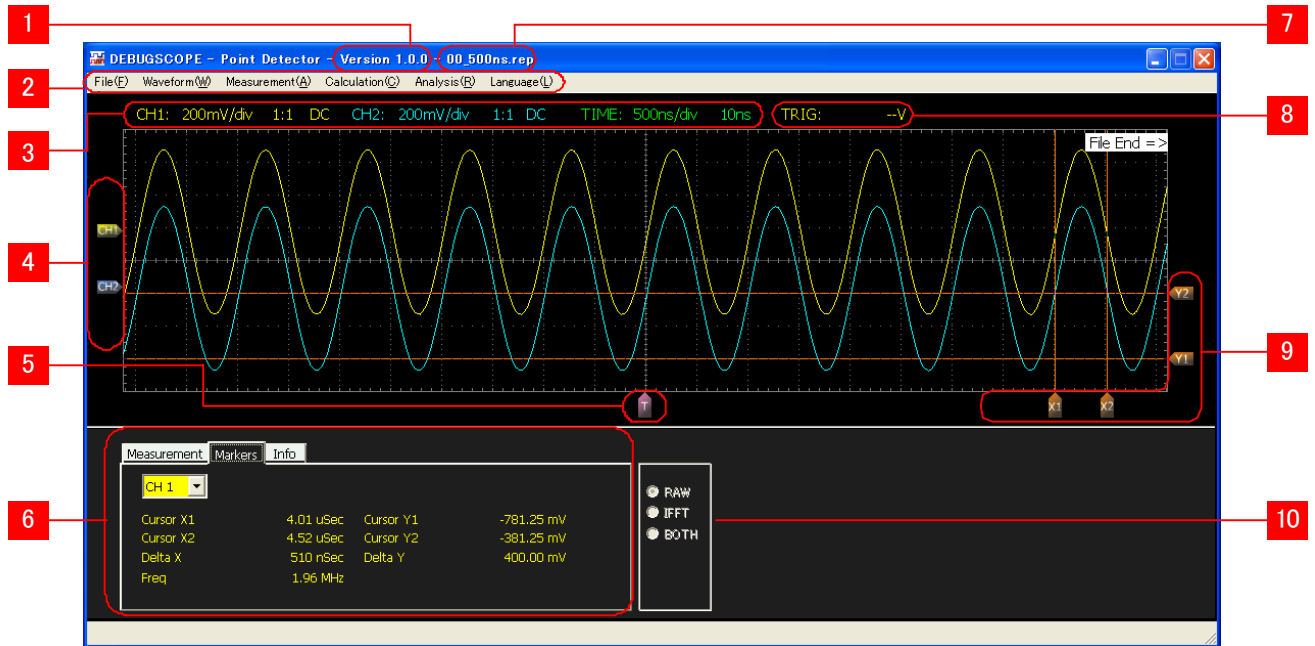 1
7
DEBUGSCOPE - Point Detector - Version 1.0.0 - 00_500ns.rep
2
File(F) Waveform(W) Measurement(A) Calculation(C) Analysis(R) Language(L)
CH1: 200mV/div 1:1 DC CH2: 200mV/div 1:1 DC TIME: 500ns/div 10ns TRIG: --V
8
3
File End =>
CH1
4
CH2
Y2
9
5
Y1
T
X1 X2
Measurement Markers Info
CH 1
RAW
6
Cursor X1 4.01 uSec Cursor Y1 -781.25 mV
IFFT
10
Cursor X2 4.52 uSec Cursor Y2 -381.25 mV
BOTH
Delta X 510 nSec Delta Y 400.00 mV
Freq 1.96 MHz